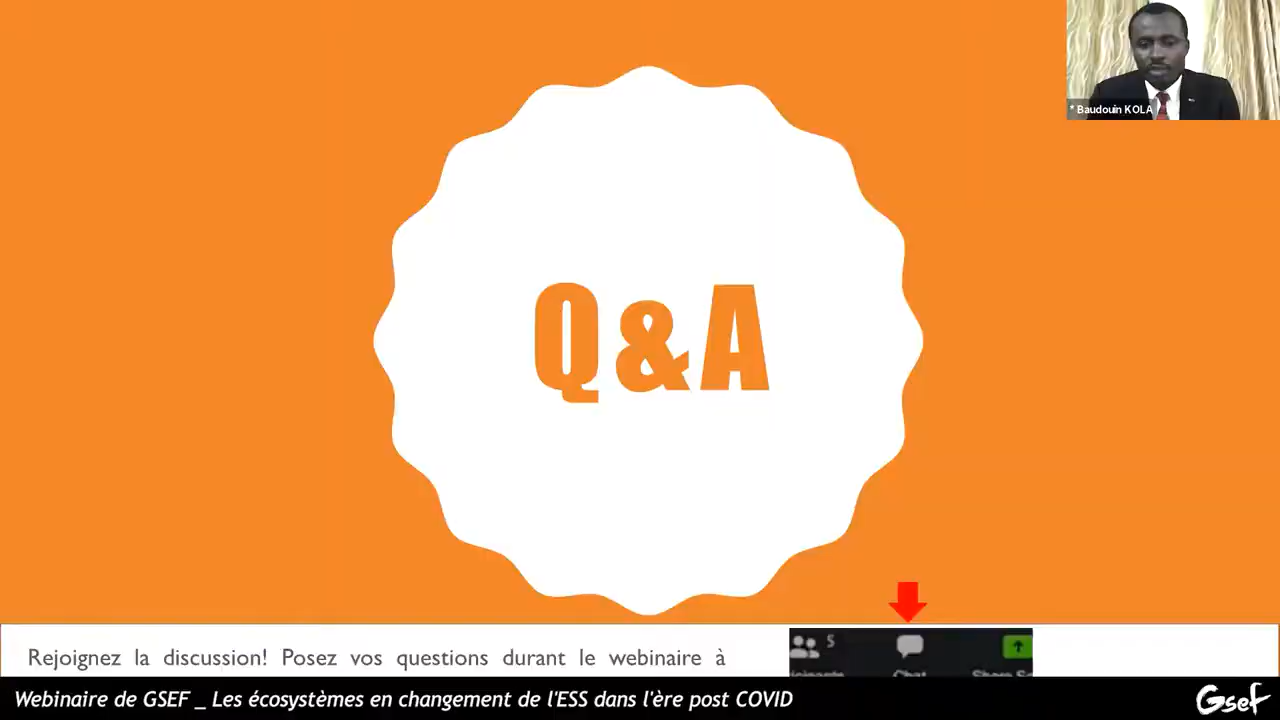 * Baudouin KOLA
Q&A
Rejoignez la discussion! Posez vos questions durant le webinaire à
5
Webinaire de GSEF _ Les écosystèmes en changement de l'ESS dans l'ère post COVID
Gsef